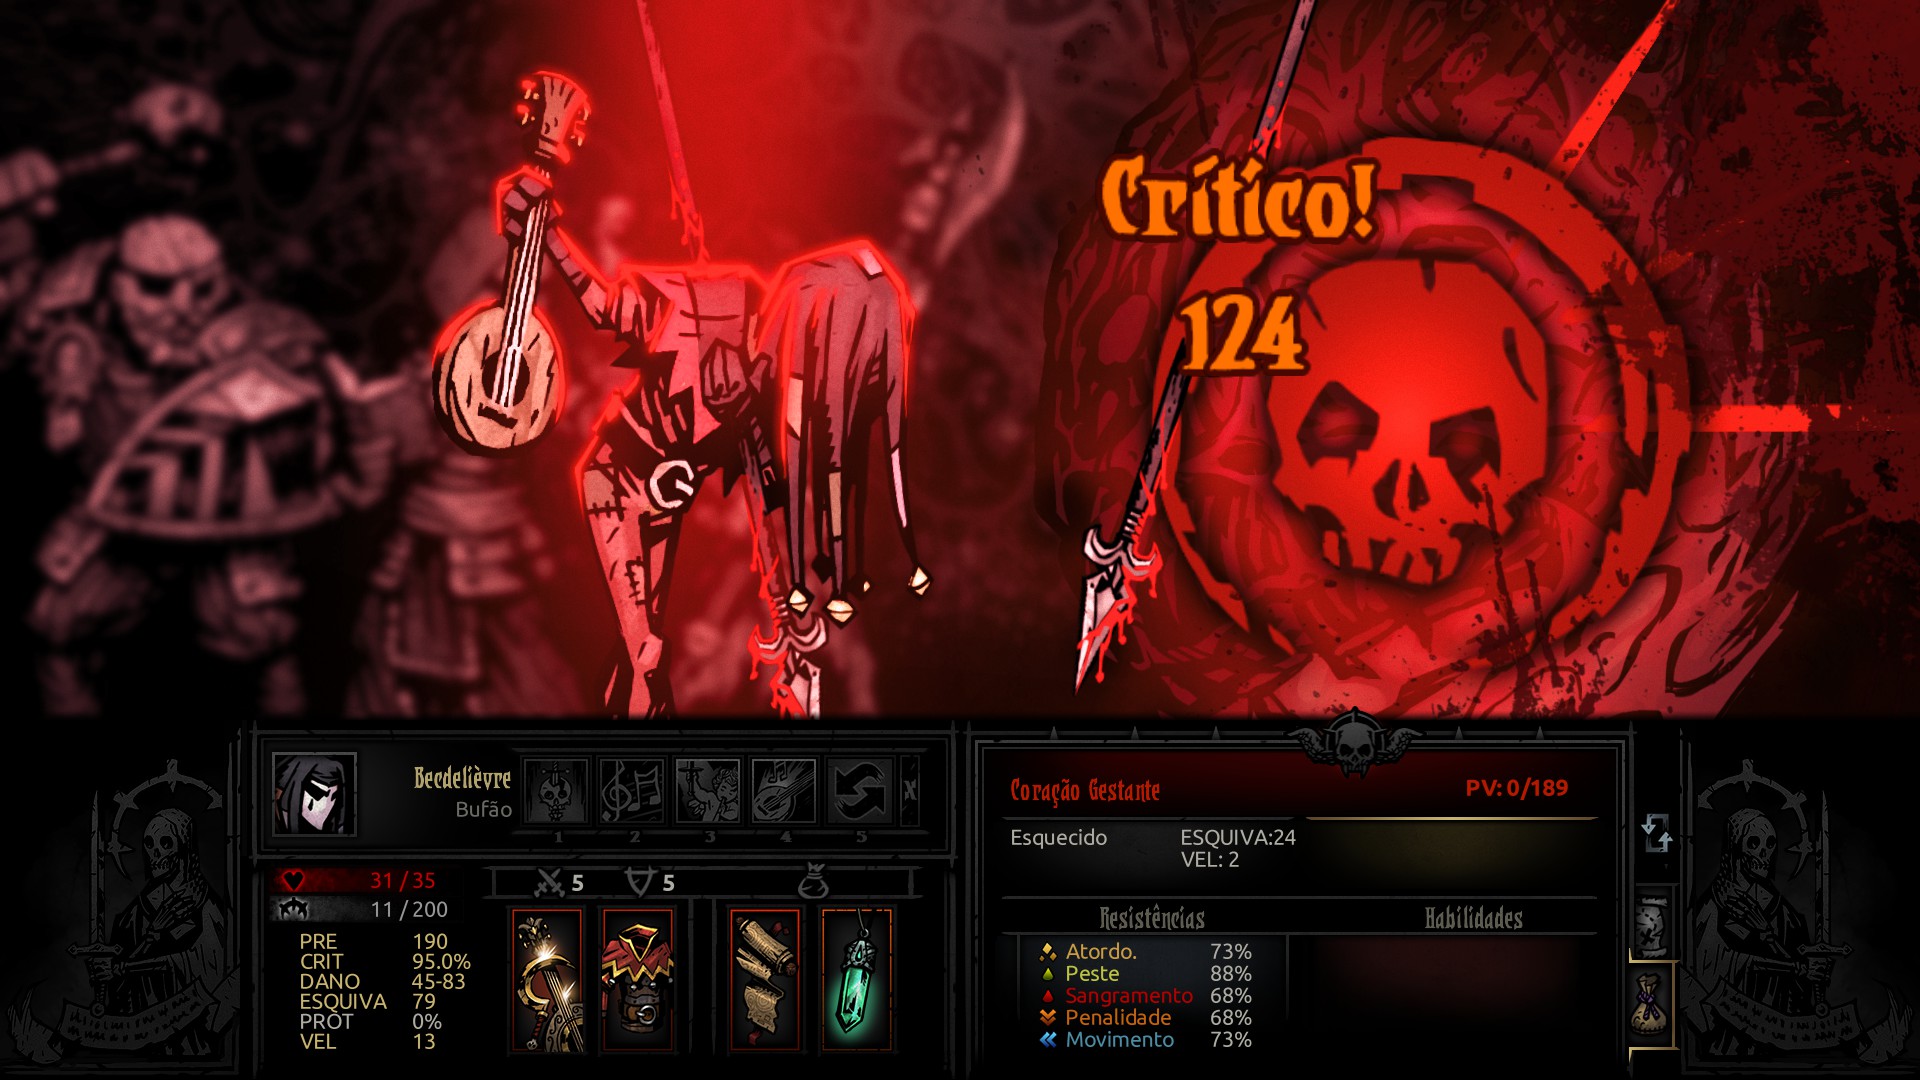 Crítico!
124
Becdelièvre
Bufão
1 2 3 4 5
31 / 35
11 / 200
5 5
PRE 190
CRIT 95.0%
DANO 45-83
ESQUIVA 79
PROT 0%
VEL 13
Coração Gestante PV: 0/189
Esquecido ESQUIVA:24
VEL: 2
Resistências Habilidades
Atordo. 73%
Peste 88%
Sangramento 68%
Penalidade 68%
Movimento 73%